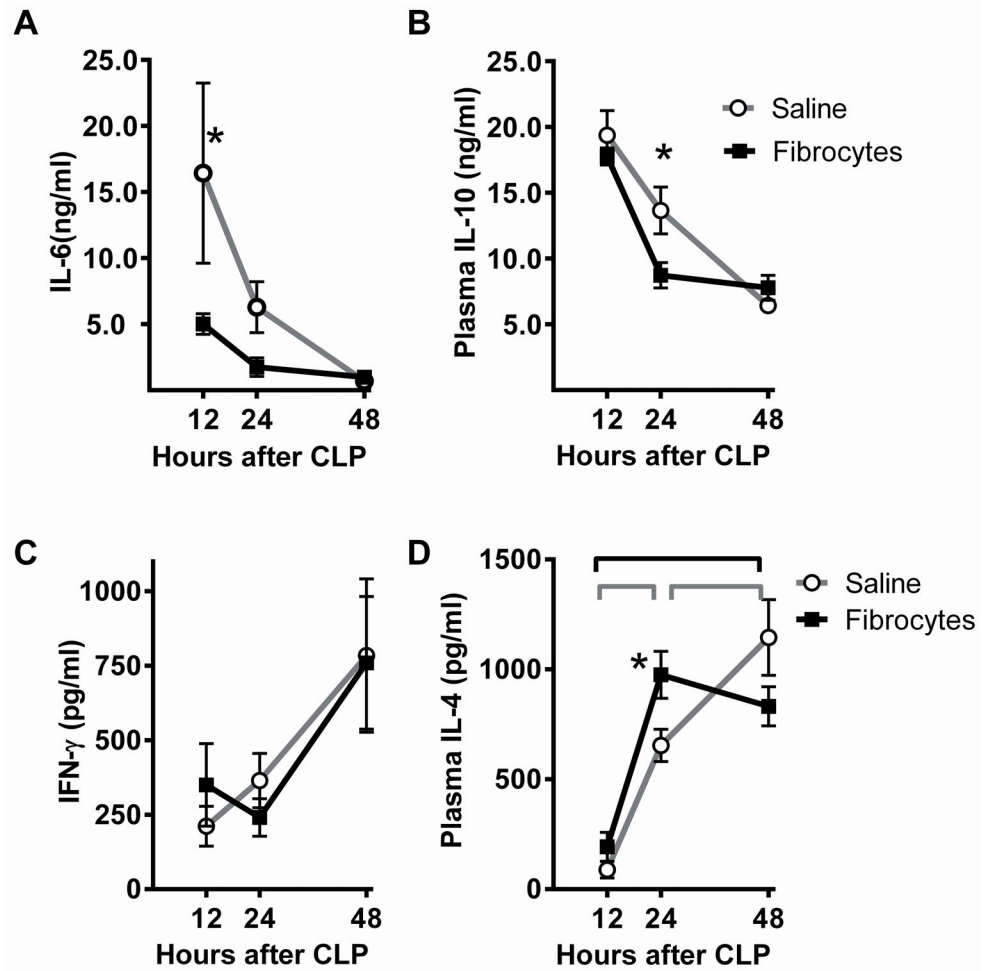 A
25.0
20.0
15.0
10.0
5.0
IL-6(ng/ml)
*
12 24 48
Hours after CLP
B
25.0
20.0
15.0
10.0
5.0
Plasma IL-10 (ng/ml)
*
Saline
Fibrocytes
12 24 48
Hours after CLP
C
1000
750
500
250
0
IFN-γ (pg/ml)
12 24 48
Hours after CLP
D
1500
1000
500
0
Plasma IL-4 (pg/ml)
*
Saline
Fibrocytes
12 24 48
Hours after CLP